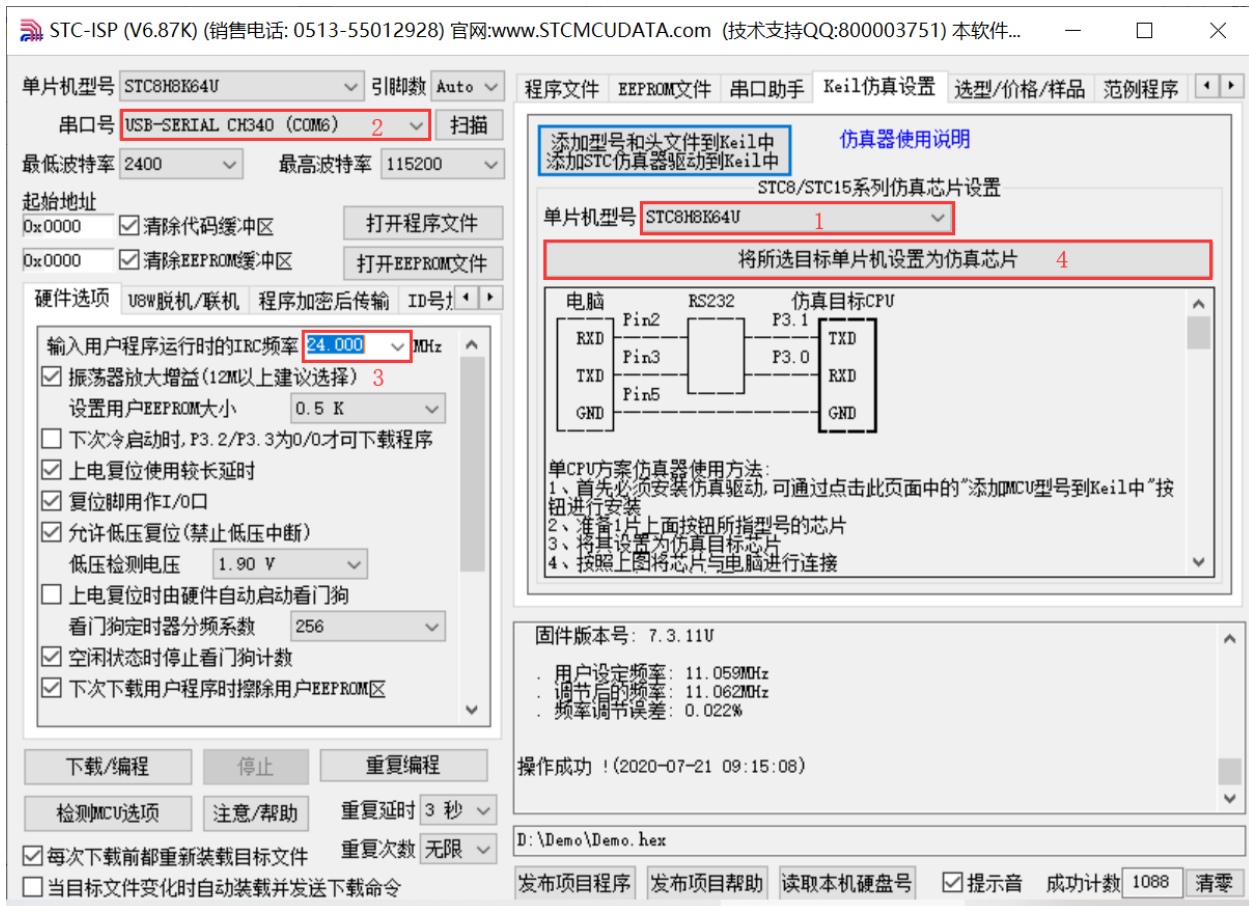 STC-ISP (V6.87K) (销售电话: 0513-55012928) 官网:www.STCMCUDATA.com (技术支持QQ:800003751) 本软件...
单片机型号 STC8H8K64U 引脚数 Auto
串口号 USB-SERIAL CH340 (COM6) 2 扫描
最低波特率 2400 最高波特率 115200
起始地址
0x0000 清除代码缓冲区 打开程序文件
0x0000 清除EEPROM缓冲区 打开EEPROM文件
硬件选项 U8W脱机/联机 程序加密后传输
输入用户程序运行时的IRC频率 24.000 MHz
振荡器放大增益(12M以上建议选择) 3
设置用户EEPROM大小 0.5 K
下次冷启动时,P3.2/P3.3为0/0才可下载程序
上电复位使用较长延时
复位脚用作I/O口
允许低压复位(禁止低压中断)
低压检测电压 1.90 V
上电复位时由硬件自动启动看门狗
看门狗定时器分频系数 256
空闲状态时停止看门狗计数
下次下载用户程序时擦除用户EEPROM区
下载/编程 停止 重复编程
检测MCU选项 注意/帮助 重复延时 3 秒
每次下载前都重新装载目标文件 重复次数 无限
当目标文件变化时自动装载并发送下载命令
程序文件 EEPROM文件 串口助手 Keil仿真设置 选型/价格/样品 范例程序
添加型号和头文件到Keil中
添加STC仿真器驱动到Keil中
仿真器使用说明
STC8/STC15系列仿真芯片设置
单片机型号 STC8H8K64U 1
将所选目标单片机设置为仿真芯片 4
电脑 RS232 仿真目标CPU
Pin2 P3.1
RXD TXD
Pin3 P3.0
TXD RXD
Pin5
GND GND
单CPU方案仿真器使用方法:
1、首先必须安装仿真驱动,可通过点击此页面中的"添加MCU型号到Keil中"按
钮进行安装
2、准备1片上面按钮所指型号的芯片
3、将其设置为仿真目标芯片
4、按照上图将芯片与电脑进行连接
固件版本号: 7.3.11U
. 用户设定频率: 11.059MHz
. 调节后的频率: 11.062MHz
. 频率调节误差: 0.022%
操作成功 !(2020-07-21 09:15:08)
D:\Demo\Demo.hex
发布项目程序 发布项目帮助 读取本机硬盘号 提示音 成功计数 1088 清零